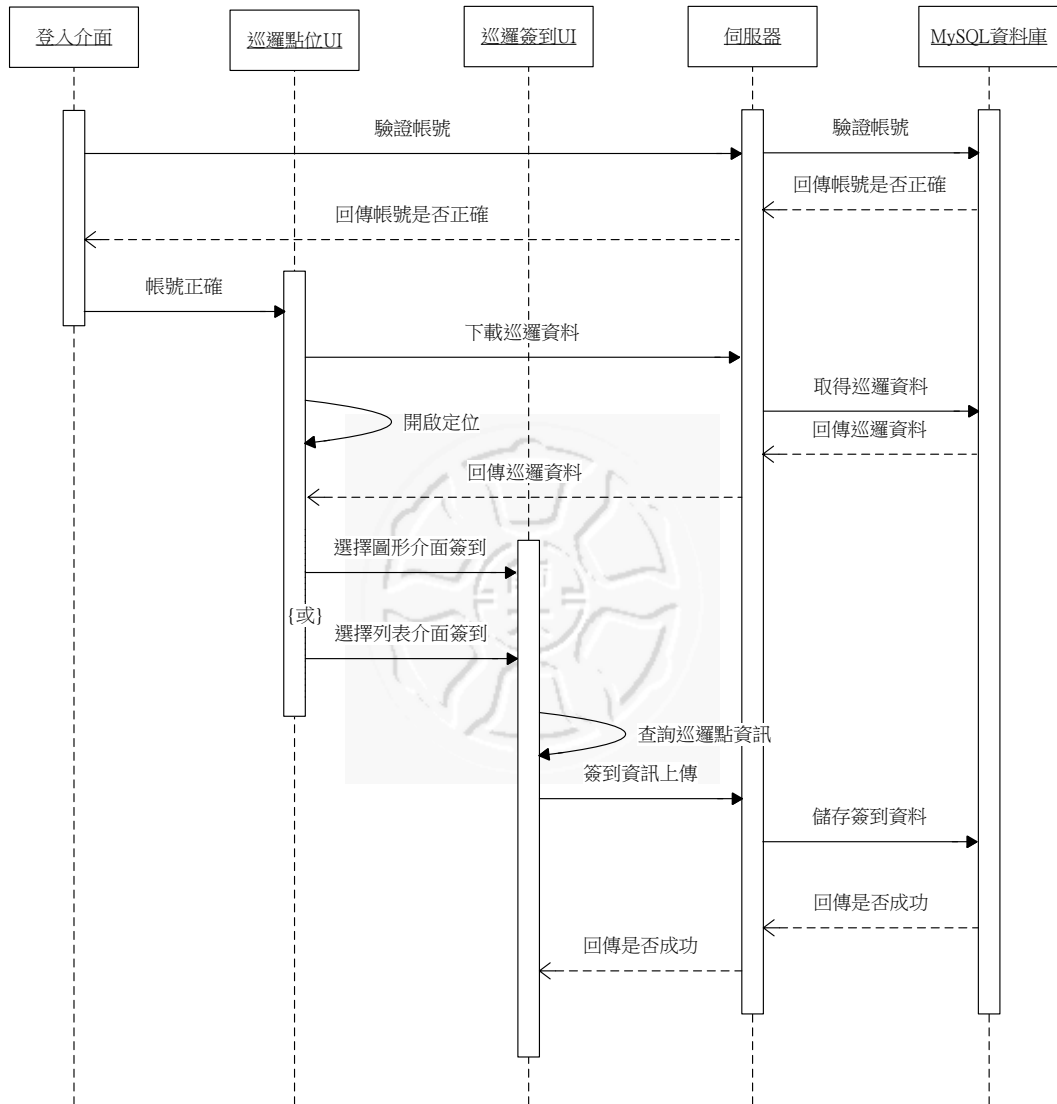 登入介面
巡邏點位UI
巡邏簽到UI
伺服器
MySQL資料庫
驗證帳號
驗證帳號
回傳帳號是否正確
回傳帳號是否正確
帳號正確
下載巡邏資料
取得巡邏資料
開啟定位
回傳巡邏資料
回傳巡邏資料
選擇圖形介面簽到
{或}
選擇列表介面簽到
查詢巡邏點資訊
簽到資訊上傳
儲存簽到資料
回傳是否成功
回傳是否成功